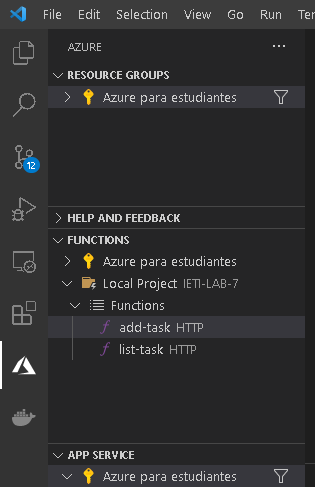 File Edit Selection View Go Run Ter
AZURE
RESOURCE GROUPS
Azure para estudiantes
12
HELP AND FEEDBACK
FUNCTIONS
Azure para estudiantes
Local Project IETI-LAB-7
Functions
add-task HTTP
list-task HTTP
APP SERVICE
Azure para estudiantes